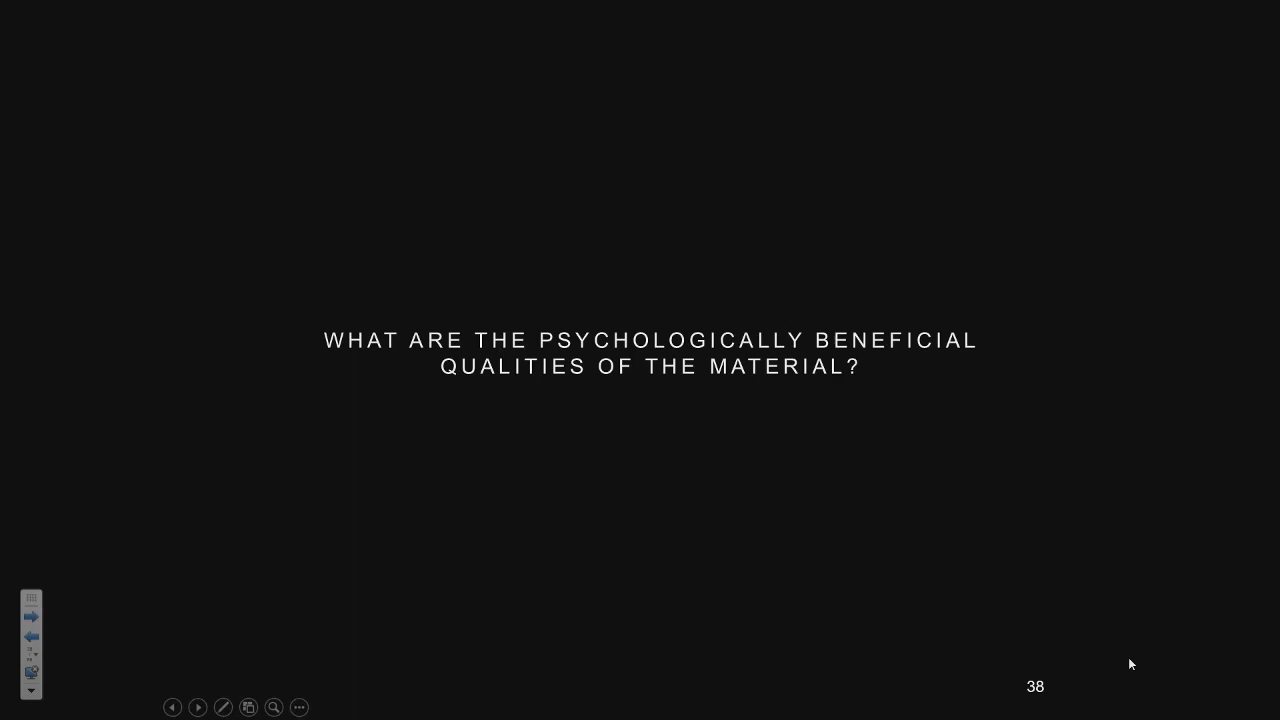 WHAT ARE THE PSYCHOLOGICALLY BENEFICIAL
QUALITIES OF THE MATERIAL?
38